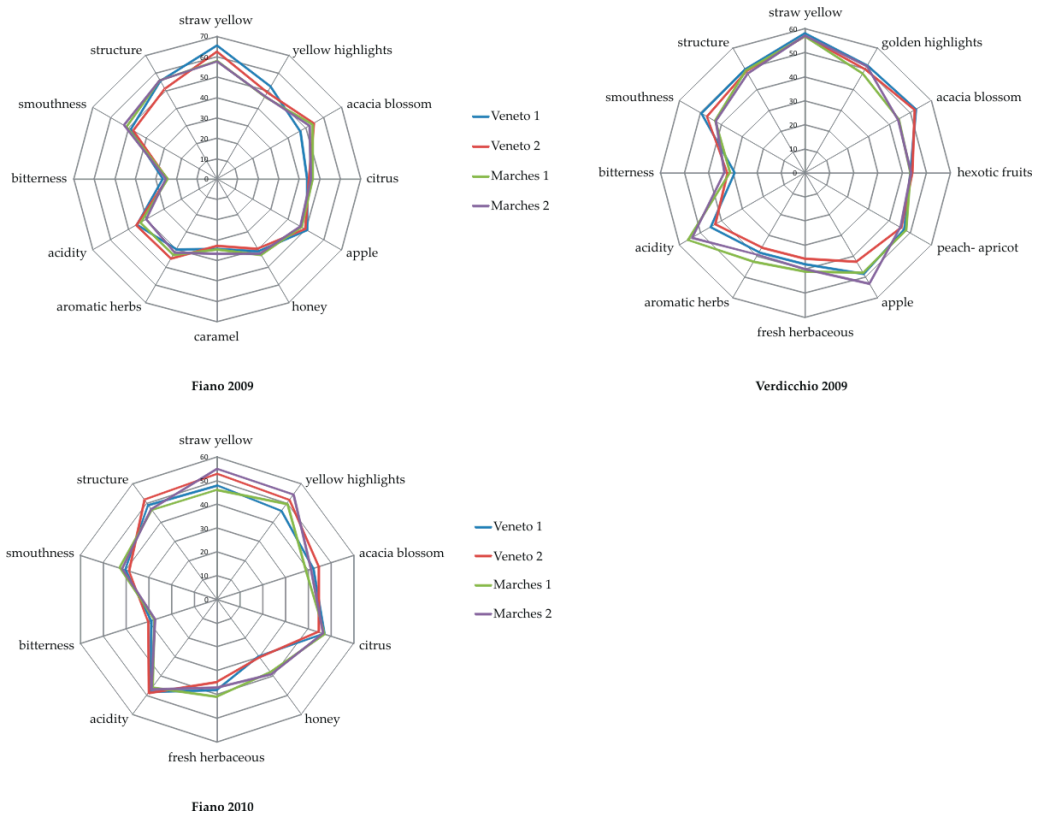 straw yellow
70
60
50
40
30
20
10
0
yellow highlights
acacia blossom
citrus
apple
honey
caramel
aromatic herbs
acidity
bitterness
smouthness
structure
Fiano 2009
Veneto 1
Veneto 2
Marches 1
Marches 2
straw yellow
60
50
40
30
20
10
0
golden highlights
acacia blossom
hexotic fruits
peach- apricot
apple
fresh herbaceous
aromatic herbs
acidity
bitterness
smouthness
structure
Verdicchio 2009
straw yellow
60
50
40
30
20
10
0
yellow highlights
acacia blossom
citrus
honey
fresh herbaceous
acidity
bitterness
smouthness
structure
Fiano 2010
Veneto 1
Veneto 2
Marches 1
Marches 2